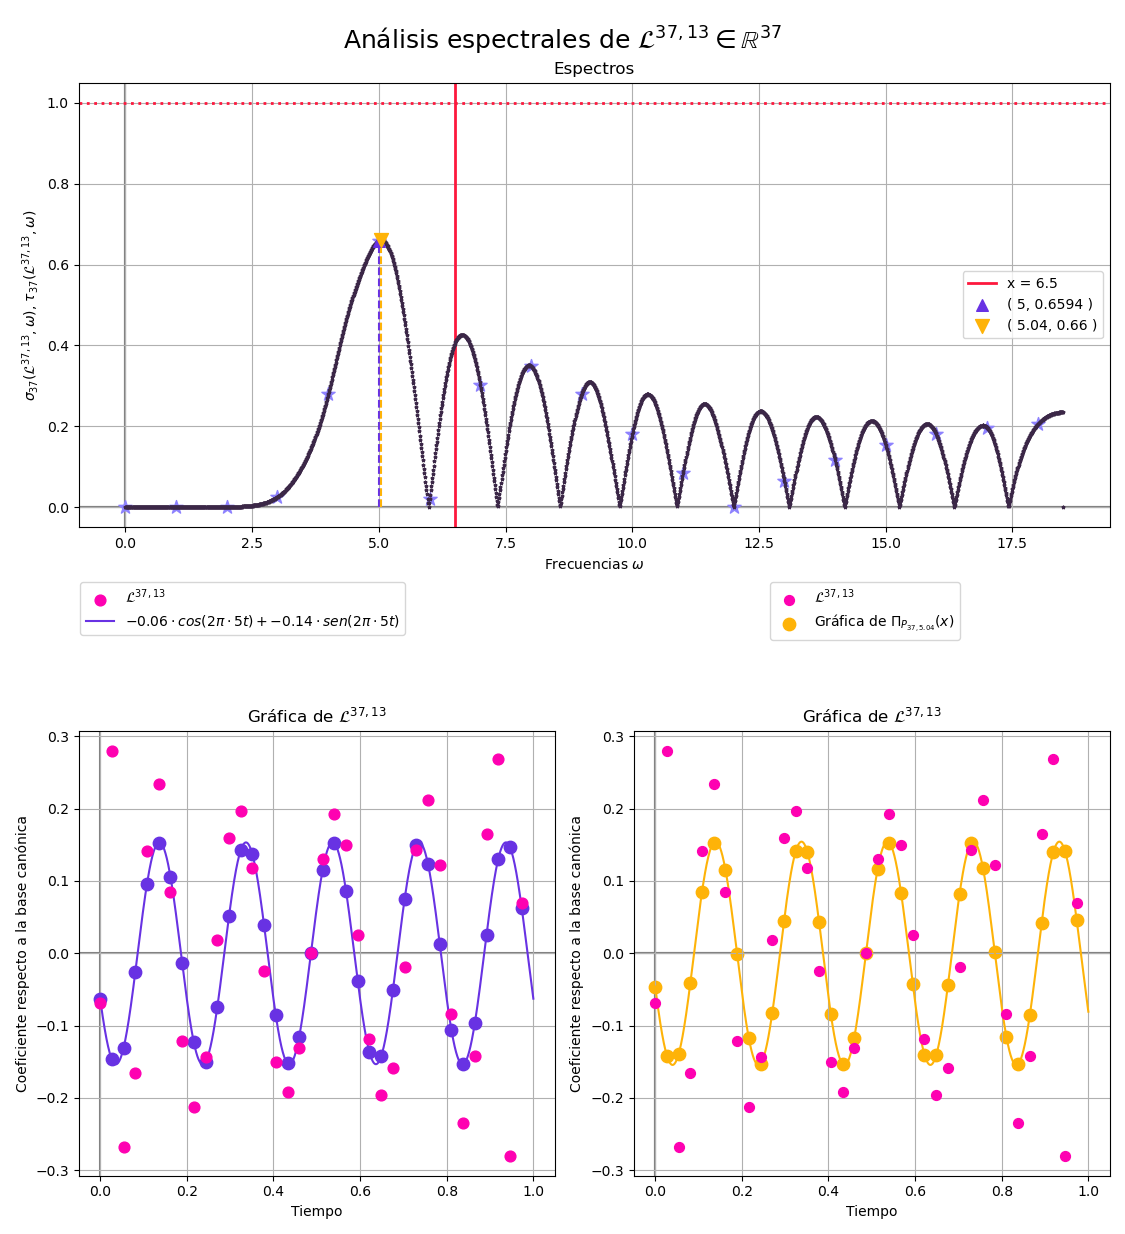 Análisis espectrales de 𝓛^{37,13} ∈ ℝ^{37}
Espectros
1.0
0.8
0.6
0.4
0.2
0.0
σ_{37}(𝓛^{37,13}, ω), τ_{37}(𝓛^{37,13}, ω)
x = 6.5
( 5, 0.6594 )
( 5.04, 0.66 )
0.0 2.5 5.0 7.5 10.0 12.5 15.0 17.5
Frecuencias ω
𝓛^{37,13}
−0.06 · cos(2π · 5t) + −0.14 · sen(2π · 5t)
𝓛^{37,13}
Gráfica de Π_{P_{37,5.04}}(x)
Gráfica de 𝓛^{37,13}
0.3
0.2
0.1
0.0
−0.1
−0.2
−0.3
Coeficiente respecto a la base canónica
0.0 0.2 0.4 0.6 0.8 1.0
Tiempo
Gráfica de 𝓛^{37,13}
0.3
0.2
0.1
0.0
−0.1
−0.2
−0.3
Coeficiente respecto a la base canónica
0.0 0.2 0.4 0.6 0.8 1.0
Tiempo